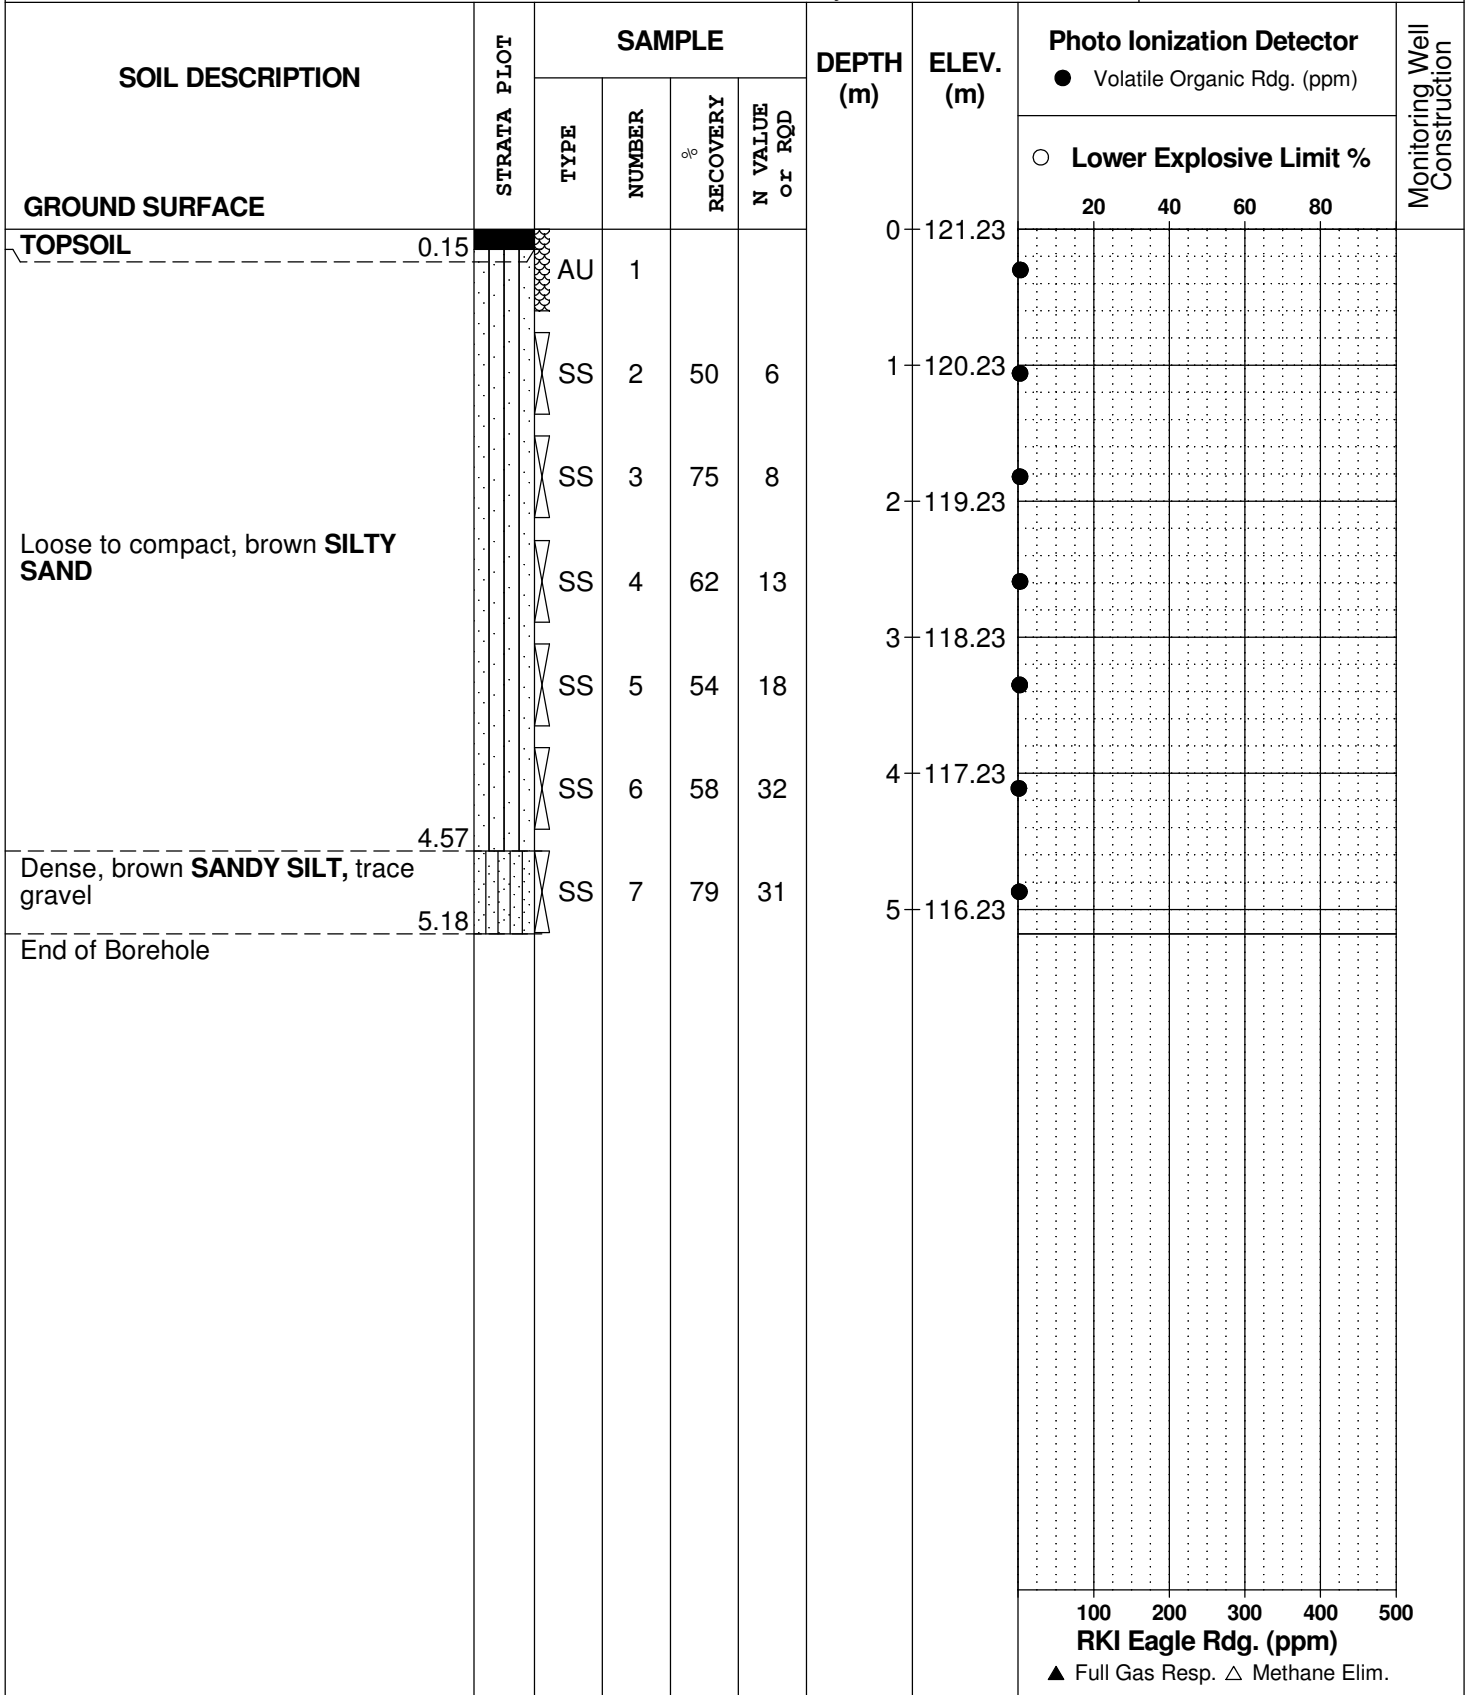 SOIL DESCRIPTION
GROUND SURFACE
STRATA PLOT
SAMPLE
TYPE
NUMBER
%
RECOVERY
N VALUE
or RQD
DEPTH
(m)
ELEV.
(m)
Photo Ionization Detector
● Volatile Organic Rdg. (ppm)
○ Lower Explosive Limit %
20 40 60 80
Monitoring Well
Construction
0 121.23
TOPSOIL 0.15
AU 1
1 120.23
SS 2 50 6
SS 3 75 8
2 119.23
Loose to compact, brown SILTY
SAND
SS 4 62 13
3 118.23
SS 5 54 18
4 117.23
SS 6 58 32
4.57
Dense, brown SANDY SILT, trace
gravel
SS 7 79 31
5 116.23
5.18
End of Borehole
100 200 300 400 500
RKI Eagle Rdg. (ppm)
▲ Full Gas Resp. △ Methane Elim.